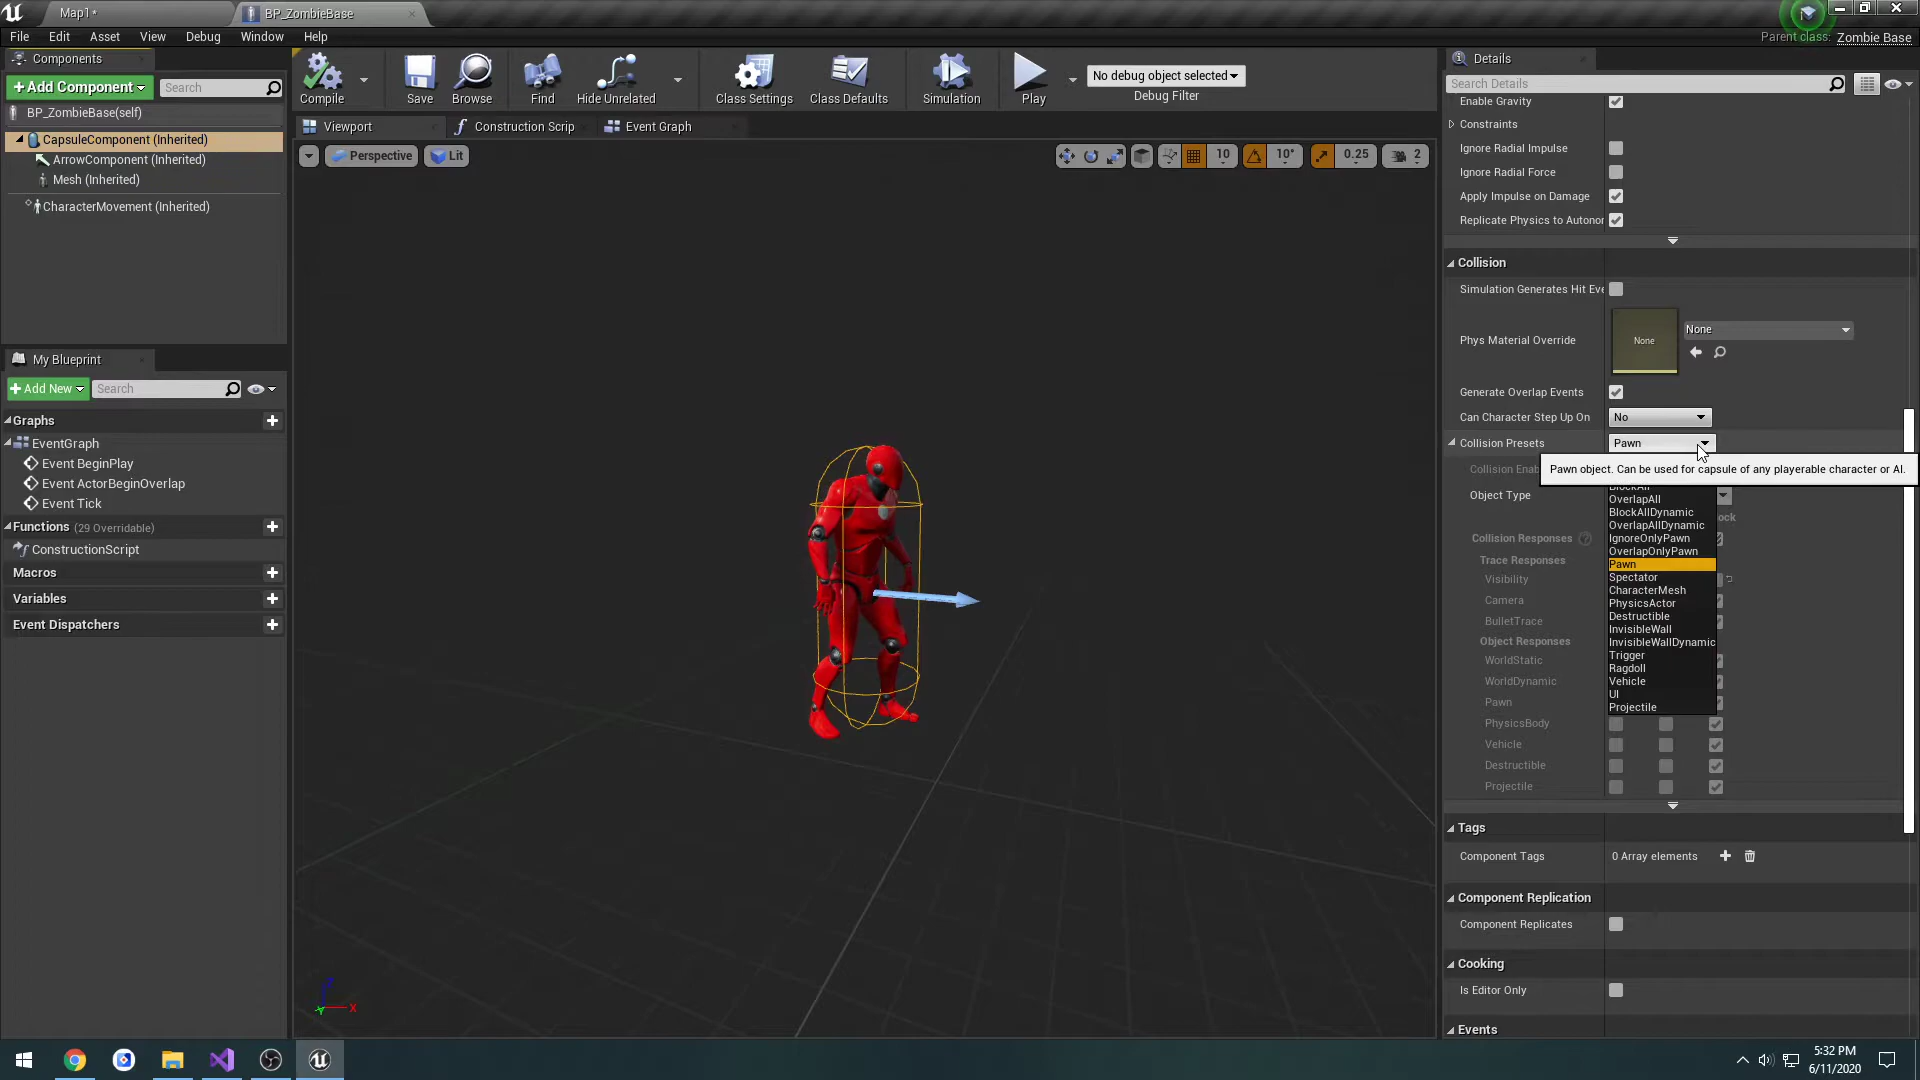 Map1*
BP_ZombieBase
File
Edit
Asset
View
Debug
Window
Help
Parent class:
Zombie Base
Components
+Add Component
Search
BP_ZombieBase(self)
CapsuleComponent (Inherited)
ArrowComponent (Inherited)
Mesh (Inherited)
CharacterMovement (Inherited)
Compile
Save
Browse
Find
Hide Unrelated
Class Settings
Class Defaults
Simulation
Play
No debug object selected
Debug Filter
Viewport
Construction Scrip
Event Graph
Perspective
Lit
10
10°
0.25
2
My Blueprint
+Add New
Search
Graphs
EventGraph
Event BeginPlay
Event ActorBeginOverlap
Event Tick
Functions (29 Overridable)
ConstructionScript
Macros
Variables
Event Dispatchers
Details
Search Details
Enable Gravity
Constraints
Ignore Radial Impulse
Ignore Radial Force
Apply Impulse on Damage
Replicate Physics to Autonor
Collision
Simulation Generates Hit Eve
Phys Material Override
None
None
Generate Overlap Events
Can Character Step Up On
No
Collision Presets
Pawn
Collision Enab
Pawn object. Can be used for capsule of any playerable character or AI.
Object Type
OverlapAll
BlockAllDynamic
ock
OverlapAllDynamic
Collision Responses
IgnoreOnlyPawn
OverlapOnlyPawn
Trace Responses
Pawn
Visibility
Spectator
CharacterMesh
Camera
PhysicsActor
BulletTrace
Destructible
InvisibleWall
Object Responses
InvisibleWallDynamic
WorldStatic
Trigger
Ragdoll
WorldDynamic
Vehicle
UI
Pawn
Projectile
PhysicsBody
Vehicle
Destructible
Projectile
Tags
Component Tags
0 Array elements
Component Replication
Component Replicates
Cooking
Is Editor Only
Events
Z
X
Y
5:32 PM
6/11/2020